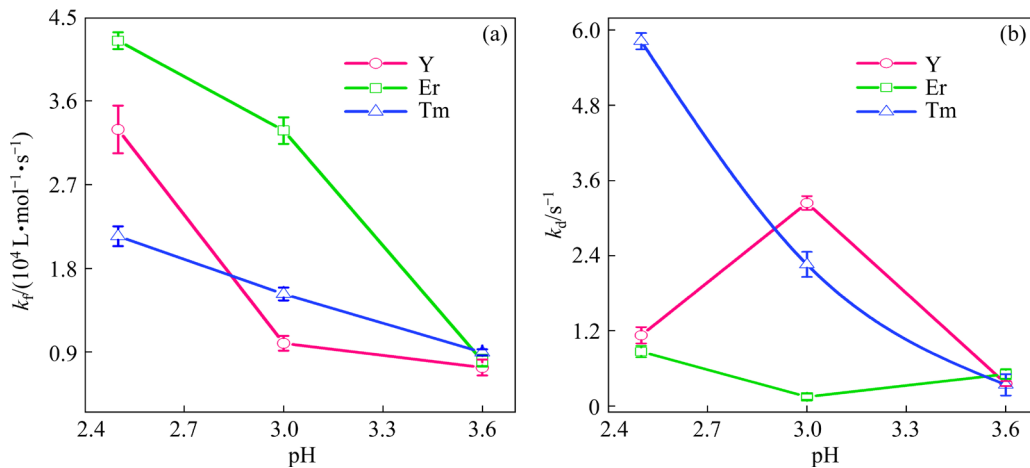 4.5
3.6
2.7
1.8
0.9
k_f/(10⁴ L•mol⁻¹•s⁻¹)
(a)
Y
Er
Tm
2.4 2.7 3.0 3.3 3.6
pH
6.0
4.8
3.6
2.4
1.2
0
k_d/s⁻¹
(b)
Y
Er
Tm
2.4 2.7 3.0 3.3 3.6
pH